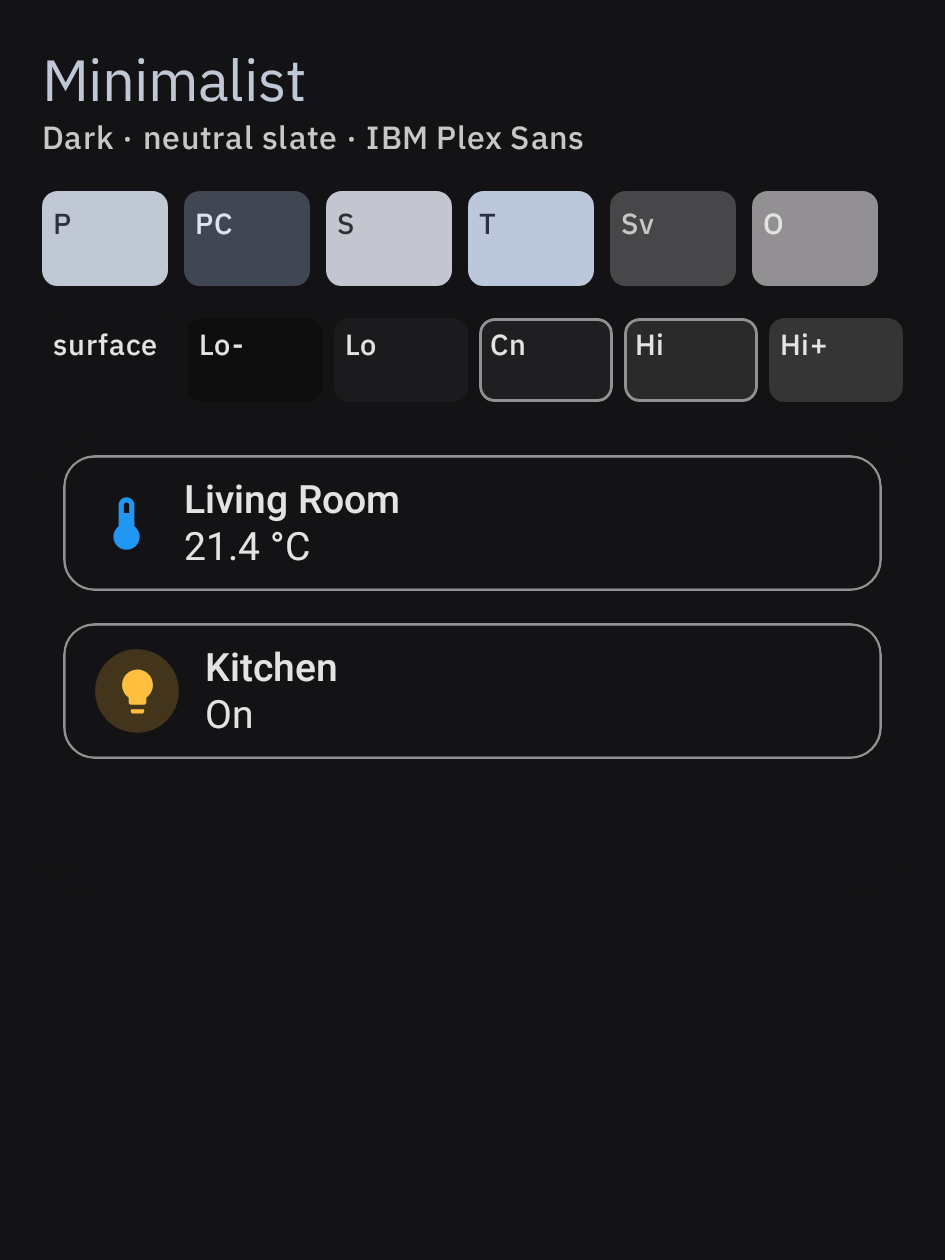 Minimalist
Dark · neutral slate · IBM Plex Sans
P PC S T Sv O
surface Lo- Lo Cn Hi Hi+
Living Room
21.4 °C
Kitchen
On